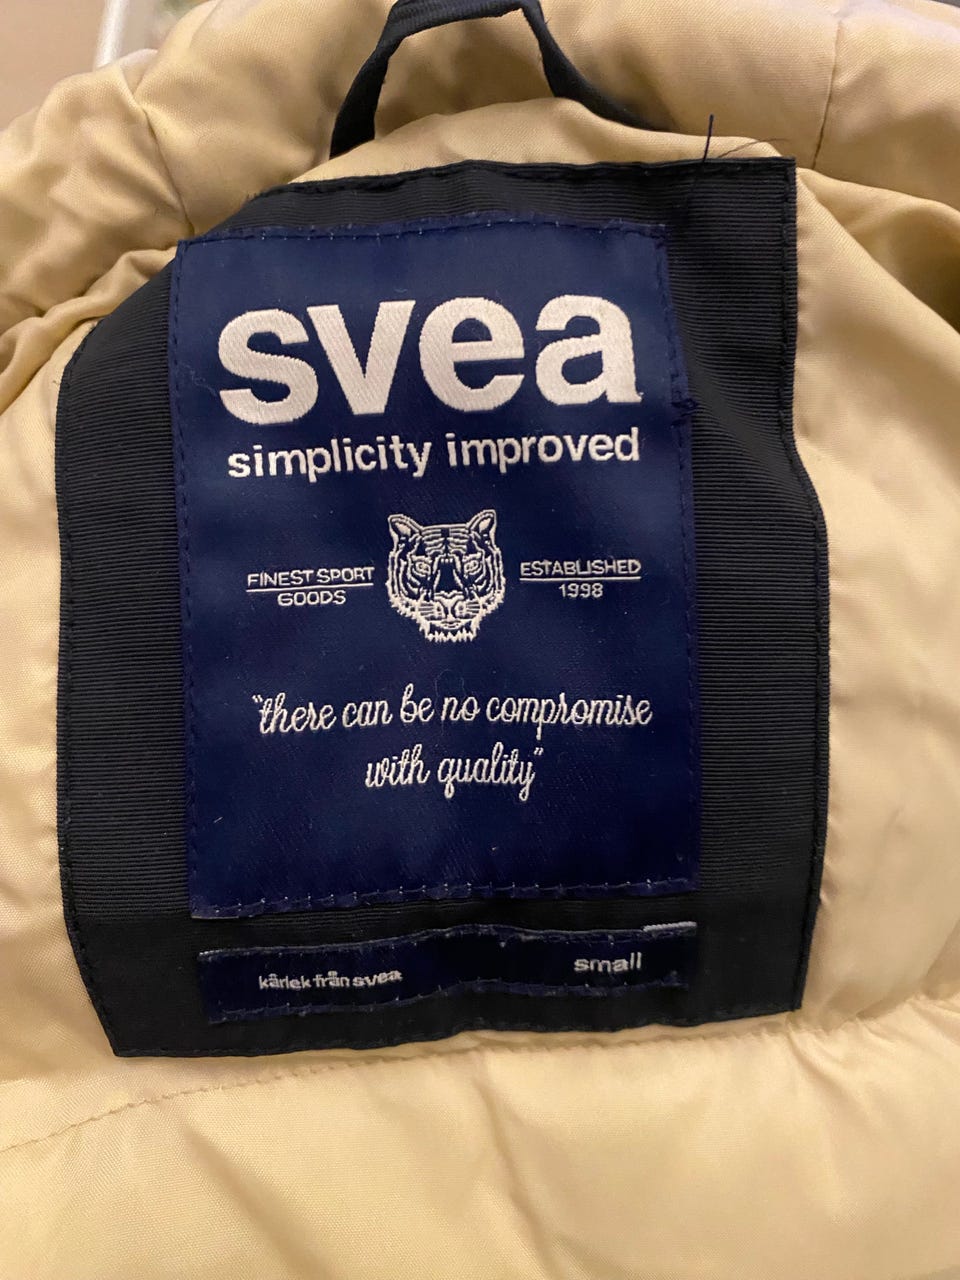 svea
simplicity improved
FINEST SPORT
GOODS
ESTABLISHED
1998
"there can be no compromise
with quality"
kärlek från svea
small